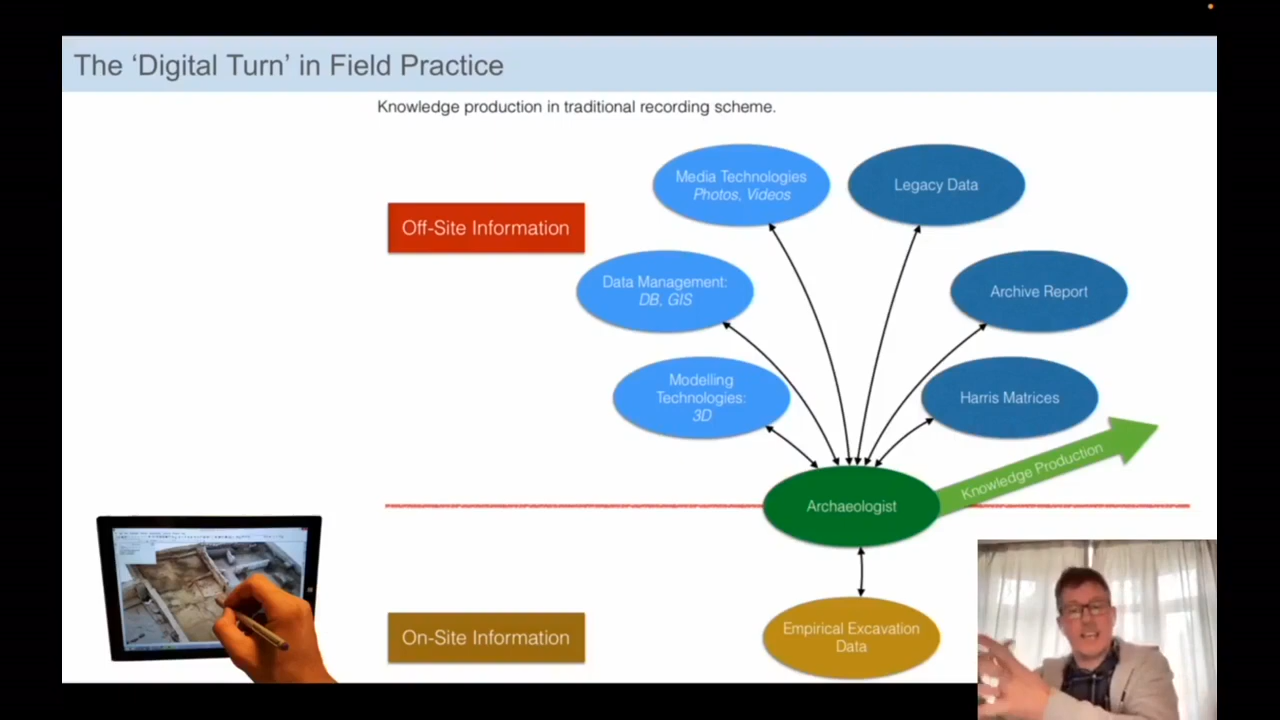 The ‘Digital Turn’ in Field Practice
Knowledge production in traditional recording scheme.
Media Technologies
Photos, Videos
Legacy Data
Off-Site Information
Data Management:
DB, GIS
Archive Report
Modelling
Technologies:
3D
Harris Matrices
Knowledge Production
Archaeologist
On-Site Information
Empirical Excavation
Data